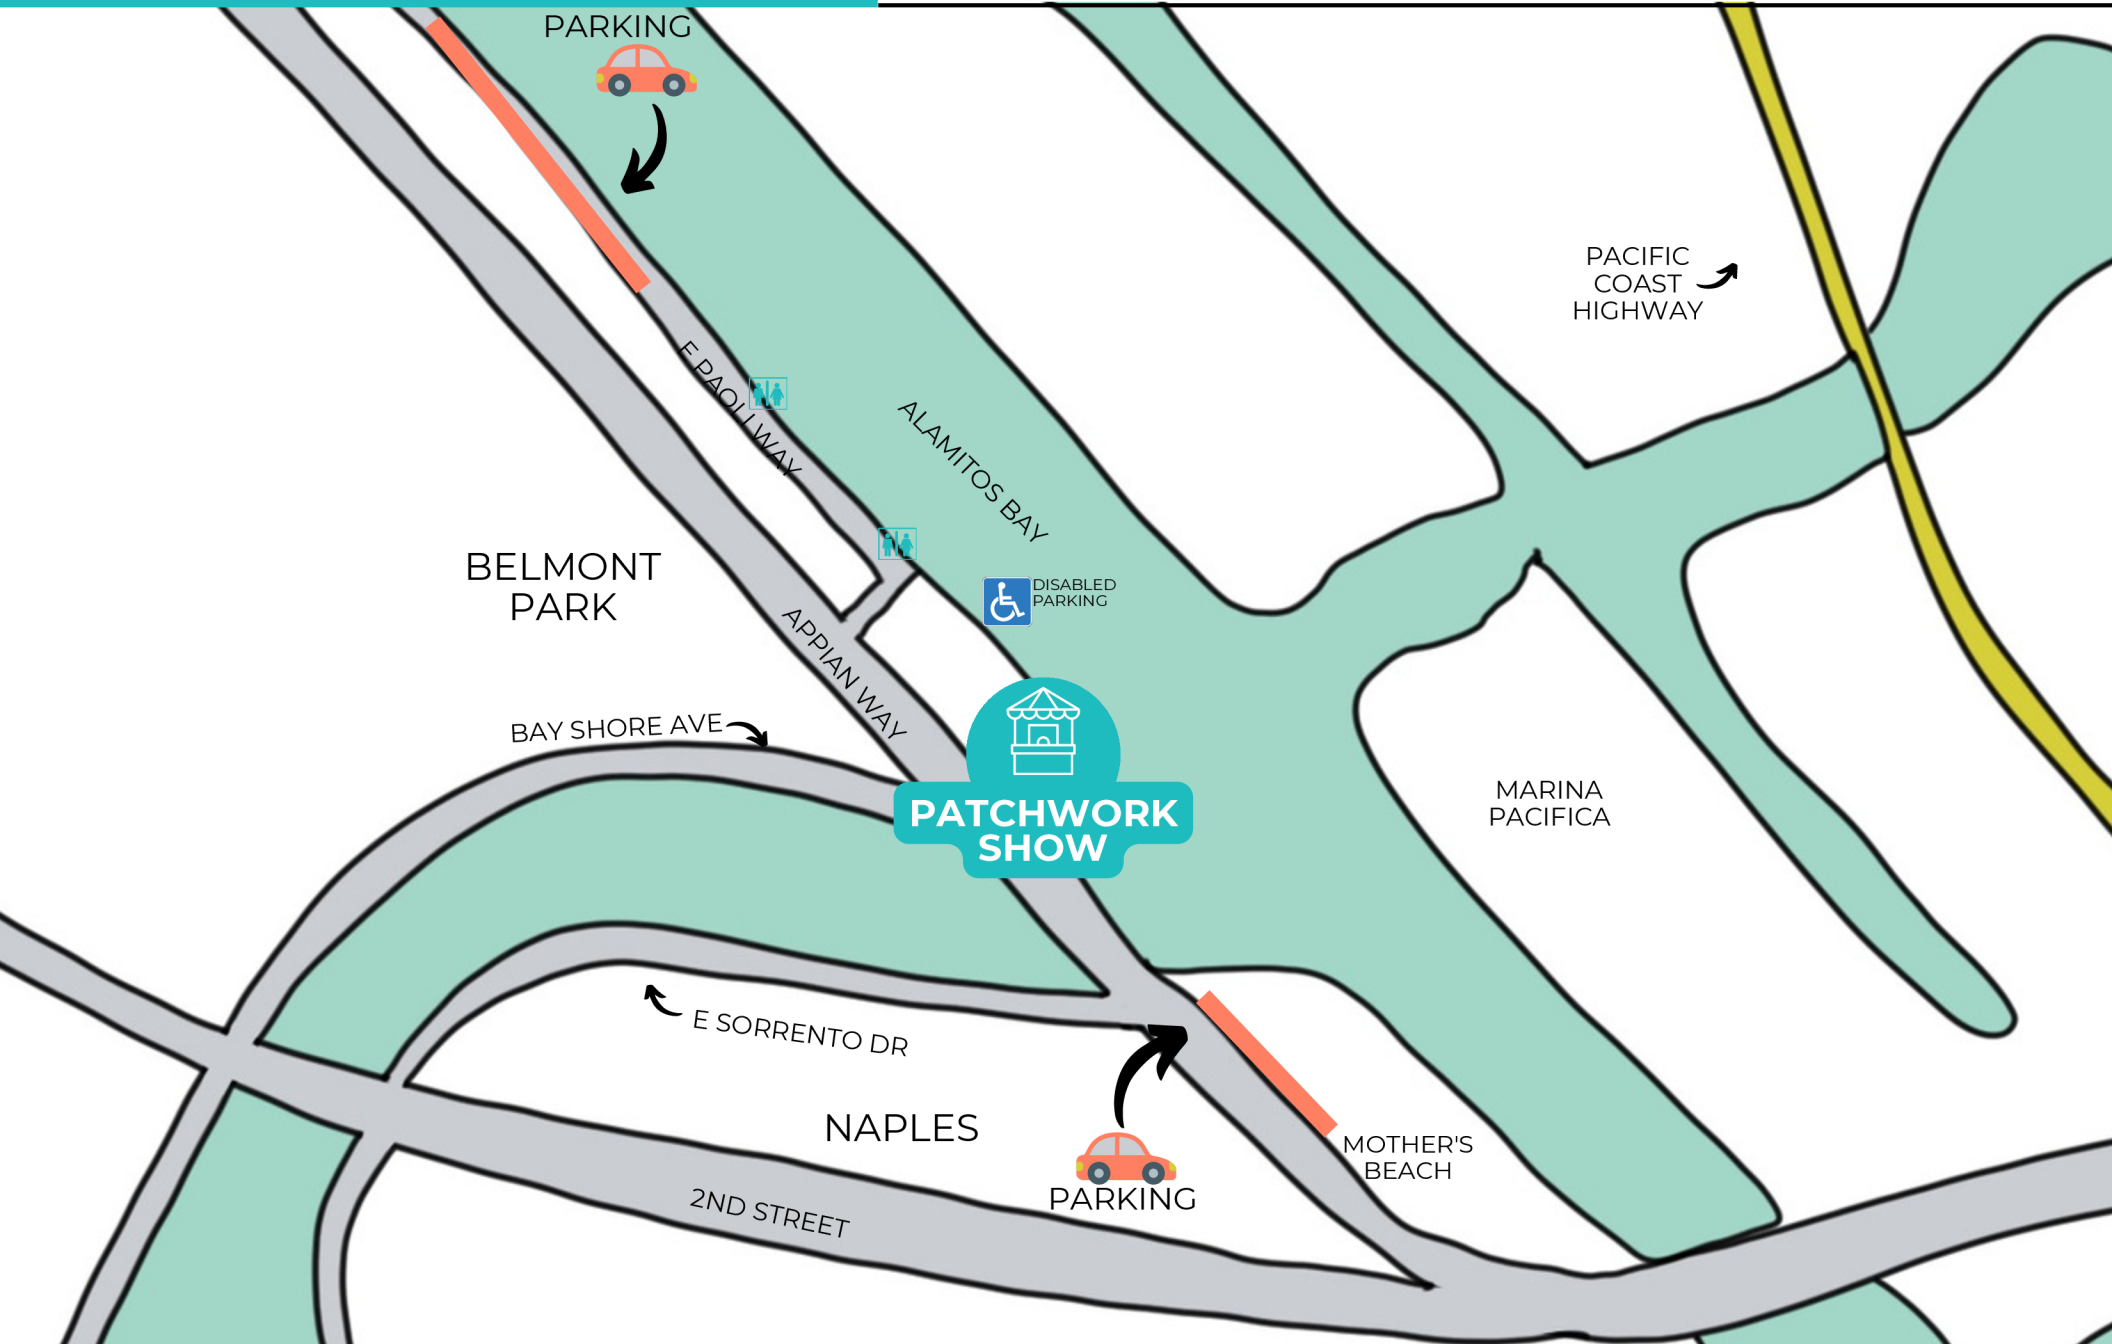 PARKING
PACIFIC
COAST
HIGHWAY
E PAOLI WAY
ALAMITOS BAY
BELMONT
PARK
DISABLED
PARKING
APPIAN WAY
BAY SHORE AVE
PATCHWORK
SHOW
MARINA
PACIFICA
E SORRENTO DR
NAPLES
MOTHER'S
BEACH
PARKING
2ND STREET